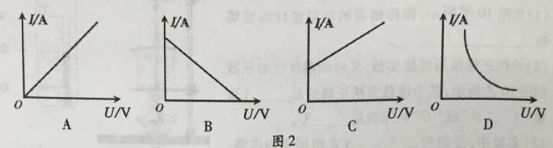 I/A I/A I/A I/A
O U/V O U/V O U/V O U/V
A B C D
图2